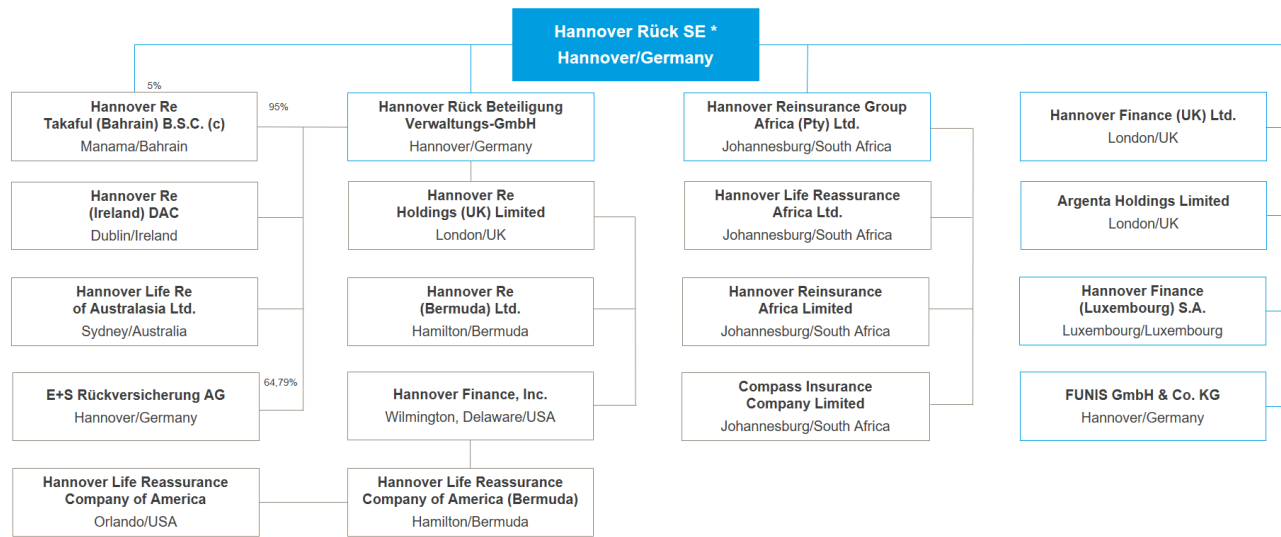 Hannover Rück SE *
Hannover/Germany
5%
95%
Hannover Re
Takaful (Bahrain) B.S.C. (c)
Manama/Bahrain
Hannover Rück Beteiligung
Verwaltungs-GmbH
Hannover/Germany
Hannover Reinsurance Group
Africa (Pty) Ltd.
Johannesburg/South Africa
Hannover Finance (UK) Ltd.
London/UK
Hannover Re
(Ireland) DAC
Dublin/Ireland
Hannover Re
Holdings (UK) Limited
London/UK
Hannover Life Reassurance
Africa Ltd.
Johannesburg/South Africa
Argenta Holdings Limited
London/UK
Hannover Life Re
of Australasia Ltd.
Sydney/Australia
Hannover Re
(Bermuda) Ltd.
Hamilton/Bermuda
Hannover Reinsurance
Africa Limited
Johannesburg/South Africa
Hannover Finance
(Luxembourg) S.A.
Luxembourg/Luxembourg
E+S Rückversicherung AG
Hannover/Germany
64,79%
Hannover Finance, Inc.
Wilmington, Delaware/USA
Compass Insurance
Company Limited
Johannesburg/South Africa
FUNIS GmbH & Co. KG
Hannover/Germany
Hannover Life Reassurance
Company of America
Orlando/USA
Hannover Life Reassurance
Company of America (Bermuda)
Hamilton/Bermuda